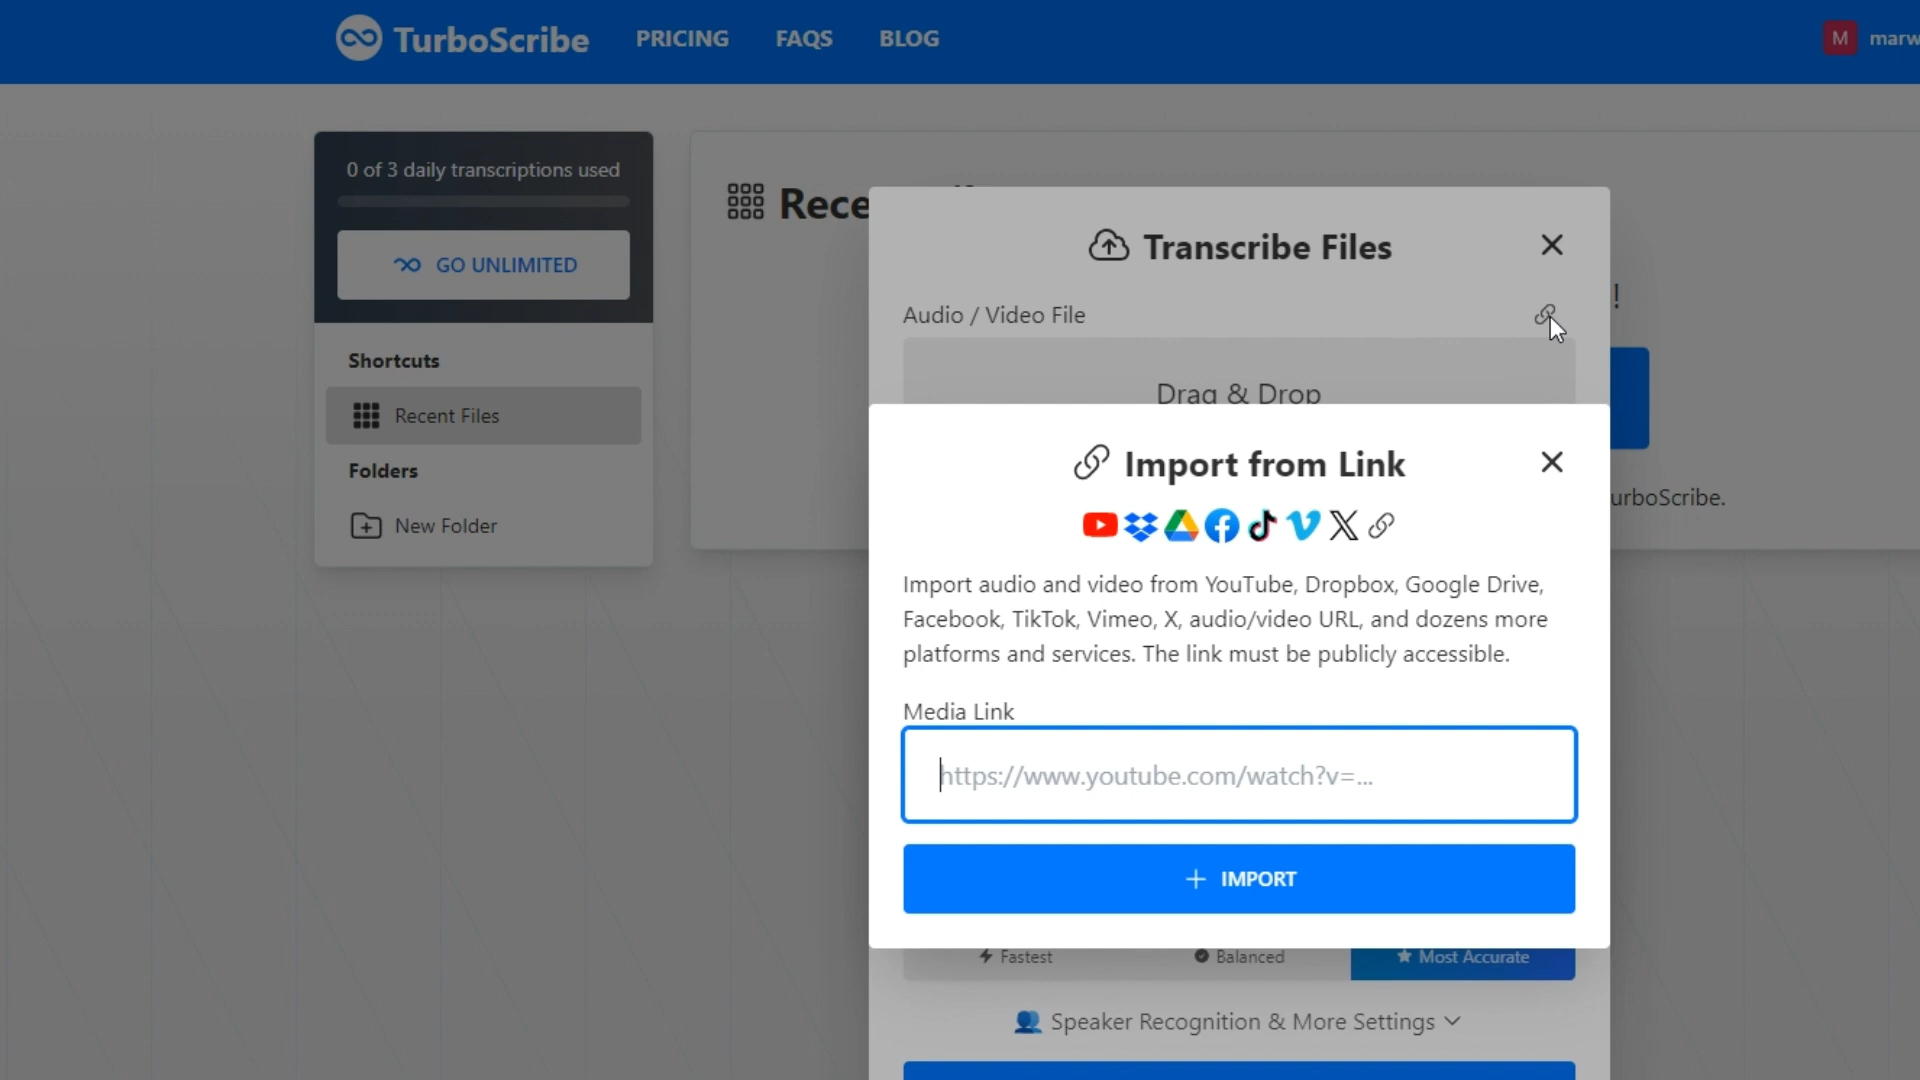 TurboScribe
PRICING
FAQS
BLOG
M
marw
0 of 3 daily transcriptions used
GO UNLIMITED
Shortcuts
Recent Files
Folders
New Folder
Rece
!
urboScribe.
Transcribe Files
Audio / Video File
Drag & Drop
Import from Link
Import audio and video from YouTube, Dropbox, Google Drive,
Facebook, TikTok, Vimeo, X, audio/video URL, and dozens more
platforms and services. The link must be publicly accessible.
Media Link
https://www.youtube.com/watch?v=...
IMPORT
Fastest
Balanced
Most Accurate
Speaker Recognition & More Settings